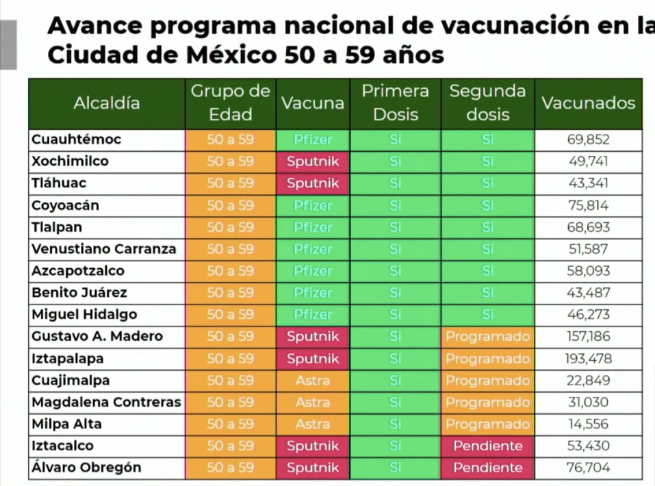 Avance programa nacional de vacunación en la
Ciudad de México 50 a 59 años
Alcaldía Grupo de Edad Vacuna Primera Dosis Segunda dosis Vacunados
Cuauhtémoc 50 a 59 Pfizer Si Si 69,852
Xochimilco 50 a 59 Sputnik Si Si 49,741
Tláhuac 50 a 59 Sputnik Si Si 43,341
Coyoacán 50 a 59 Pfizer Si Si 75,814
Tlalpan 50 a 59 Pfizer Si Si 68,693
Venustiano Carranza 50 a 59 Pfizer Si Si 51,587
Azcapotzalco 50 a 59 Pfizer Si Si 58,093
Benito Juárez 50 a 59 Pfizer Si Si 43,487
Miguel Hidalgo 50 a 59 Pfizer Si Si 46,273
Gustavo A. Madero 50 a 59 Sputnik Si Programado 157,186
Iztapalapa 50 a 59 Sputnik Si Programado 193,478
Cuajimalpa 50 a 59 Astra Si Programado 22,849
Magdalena Contreras 50 a 59 Astra Si Programado 31,030
Milpa Alta 50 a 59 Astra Si Programado 14,556
Iztacalco 50 a 59 Sputnik Si Pendiente 53,430
Álvaro Obregón 50 a 59 Sputnik Si Pendiente 76,704